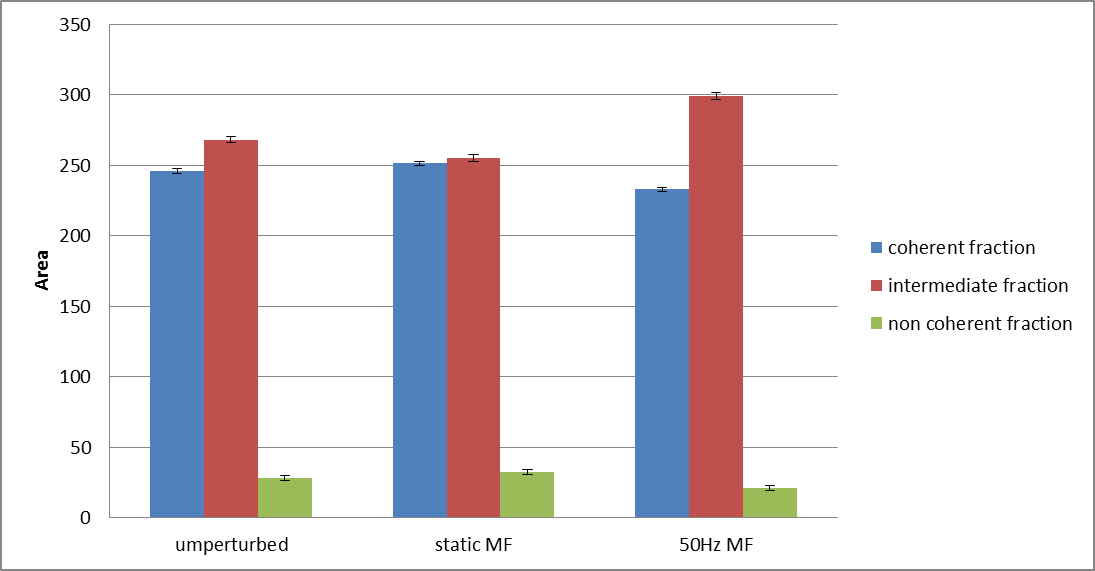 350
300
250
200
150
100
50
0
Area
umperturbed
static MF
50Hz MF
coherent fraction
intermediate fraction
non coherent fraction